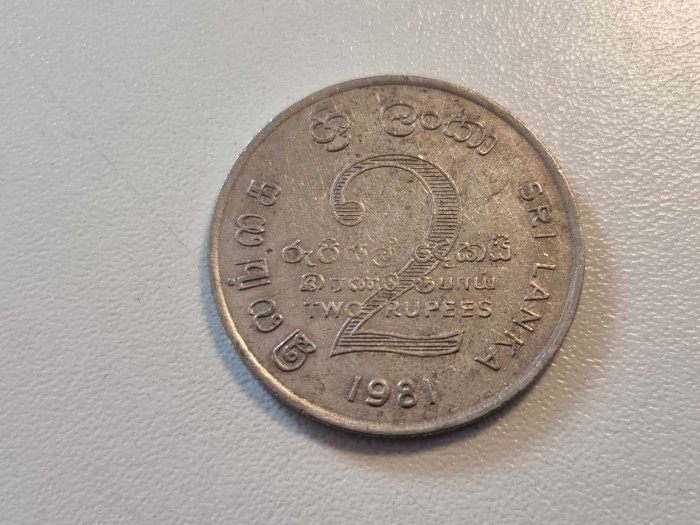 ශ්‍රී ලංකා
இலங்கை
SRI LANKA
2
රුපියල් දෙකයි
இரண்டு ரூபாய்
TWO RUPEES
1981